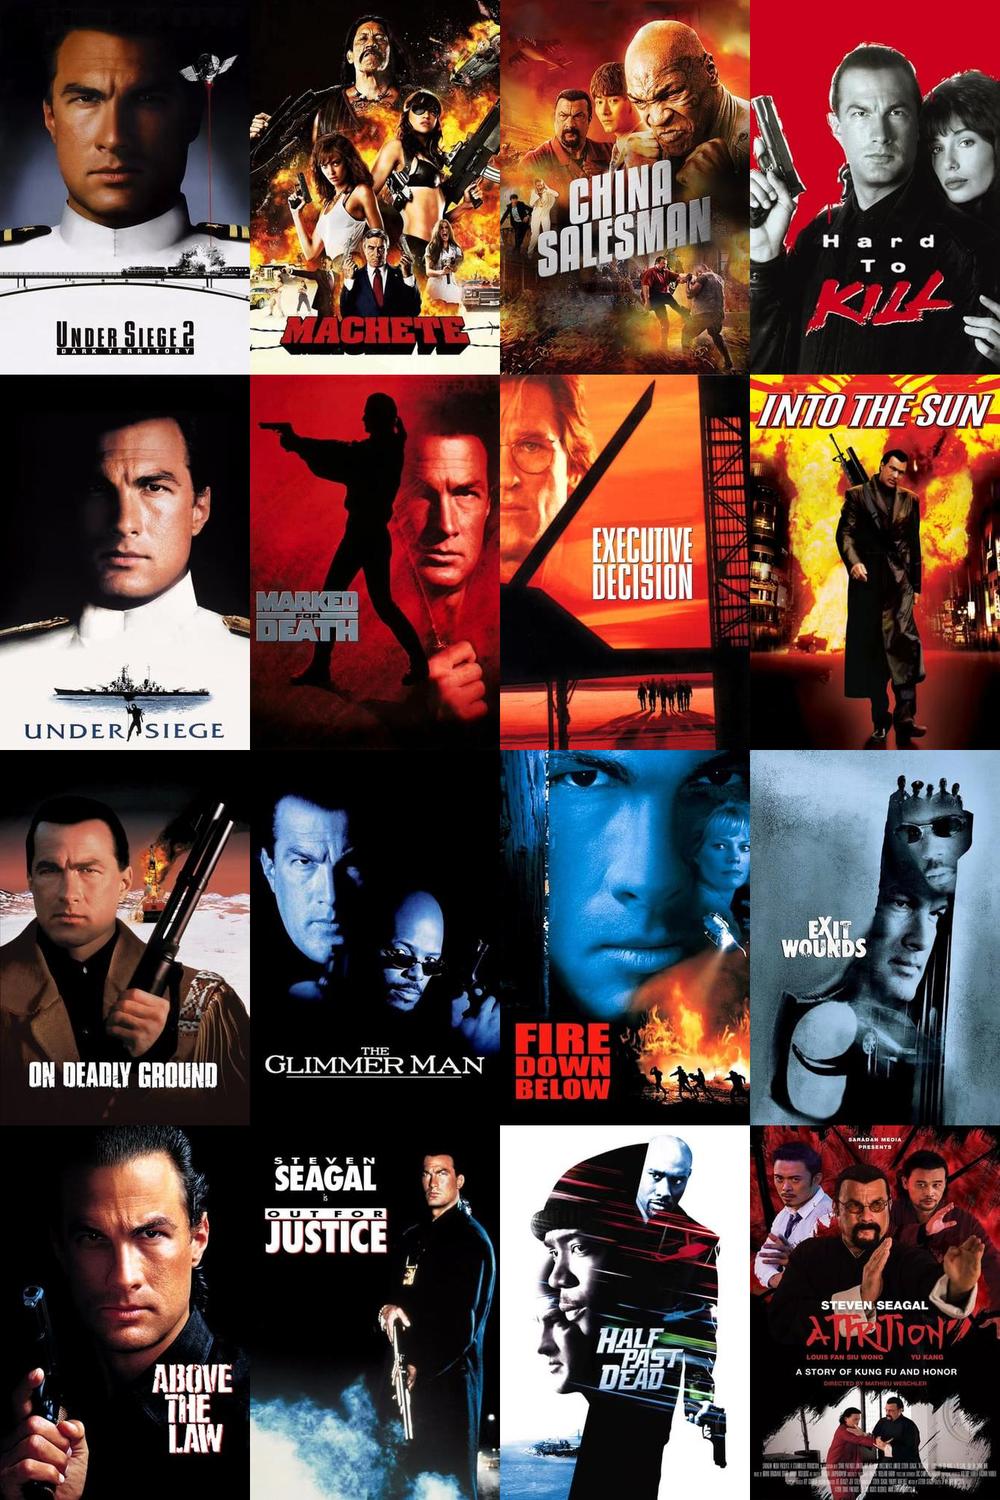 UNDER SIEGE 2
DARK TERRITORY
MACHETE
CHINA
SALESMAN
Hard
To
KILL
UNDER SIEGE
MARKED
FOR
DEATH
EXECUTIVE
DECISION
INTO THE SUN
ON DEADLY GROUND
THE
GLIMMER MAN
FIRE
DOWN
BELOW
EXIT
WOUNDS
ABOVE
THE
LAW
STEVEN
SEAGAL
is
OUT FOR
JUSTICE
HALF
PAST
DEAD
SARADAN MEDIA
PRESENTS
STEVEN SEAGAL
ATTRITION
LOUIS FAN SIU WONG YU KANG
A STORY OF KUNG FU AND HONOR
DIRECTED BY MATHIEU WESCHLER